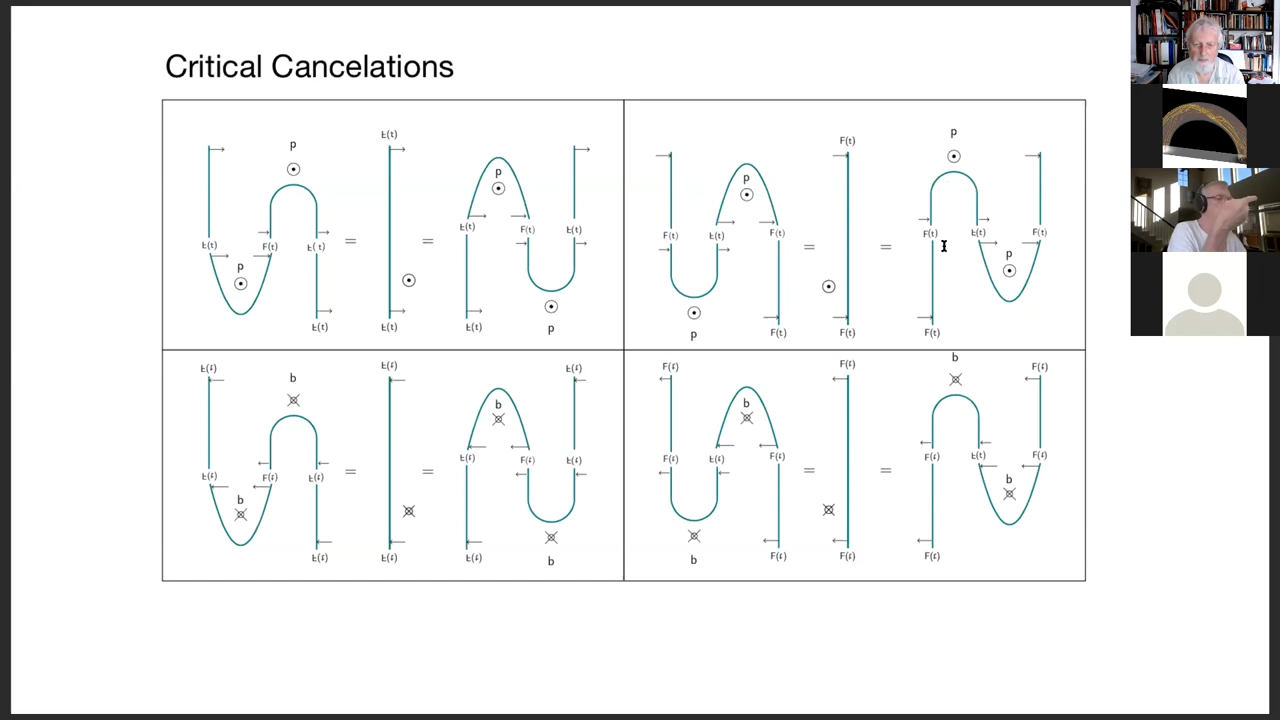 Critical Cancelations
p
E(t)
p
E(t) F(t) E(t) = = E(t) F(t) E(t)
p
E(t) E(t) E(t) p
p
F(t)
p
F(t) E(t) F(t) = = F(t) E(t) F(t)
p
p F(t) F(t) F(t)
b
b
= =
b
b
b
b
= =
b
b